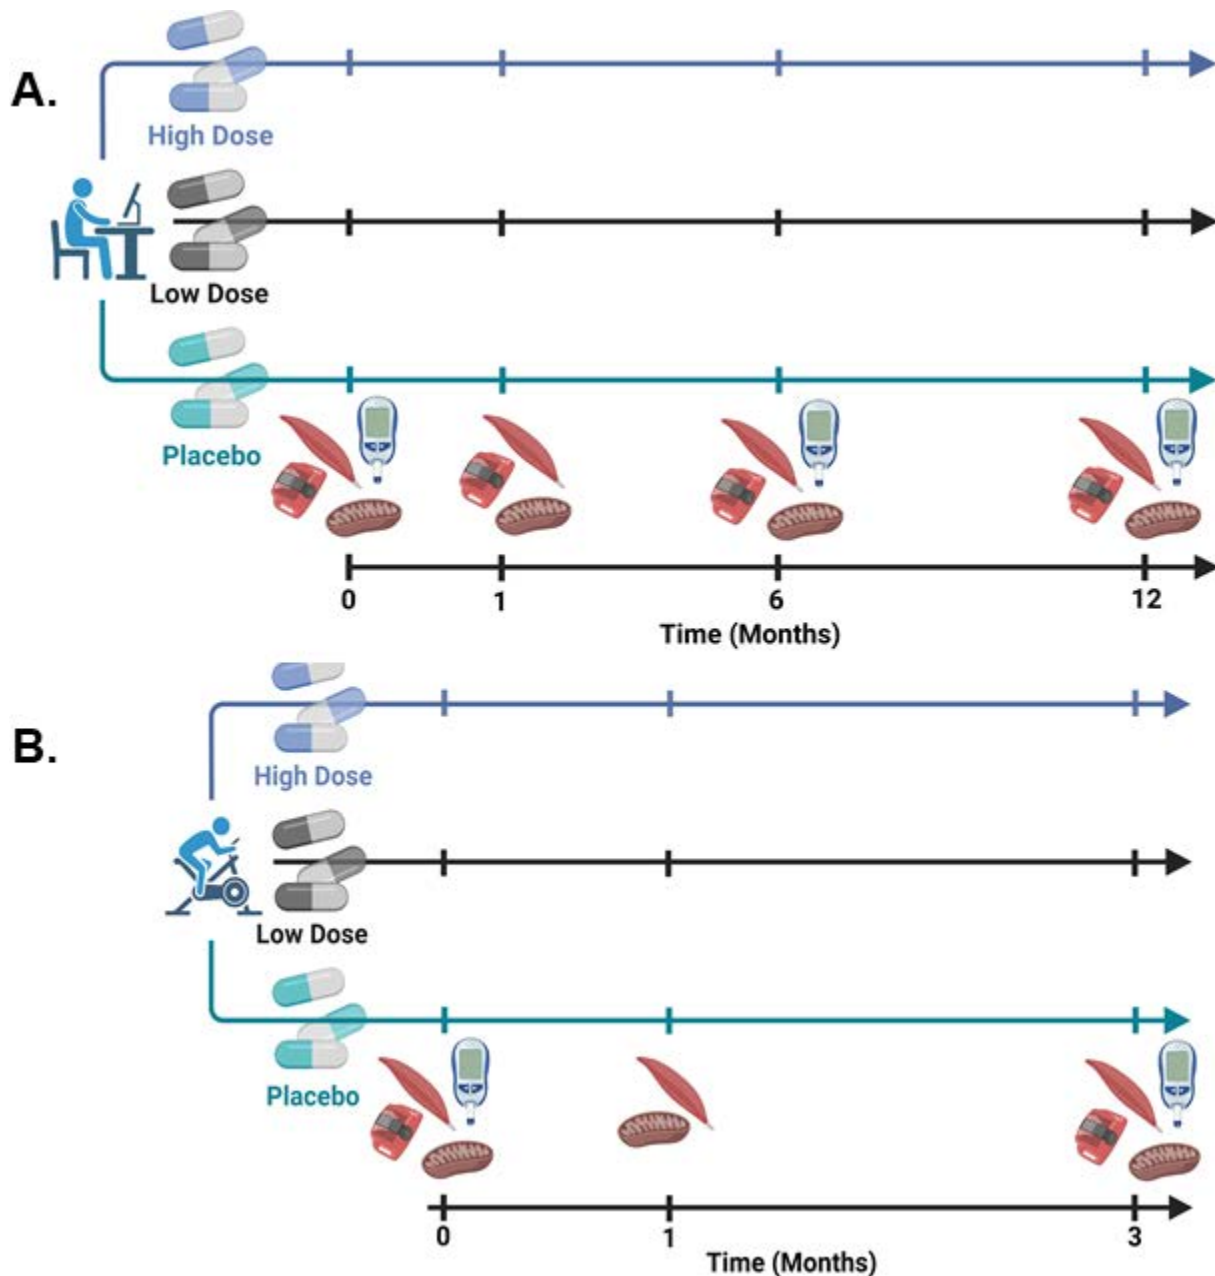 A.
High Dose
Low Dose
Placebo
0 1 6 12
Time (Months)
B.
High Dose
Low Dose
Placebo
0 1 3
Time (Months)